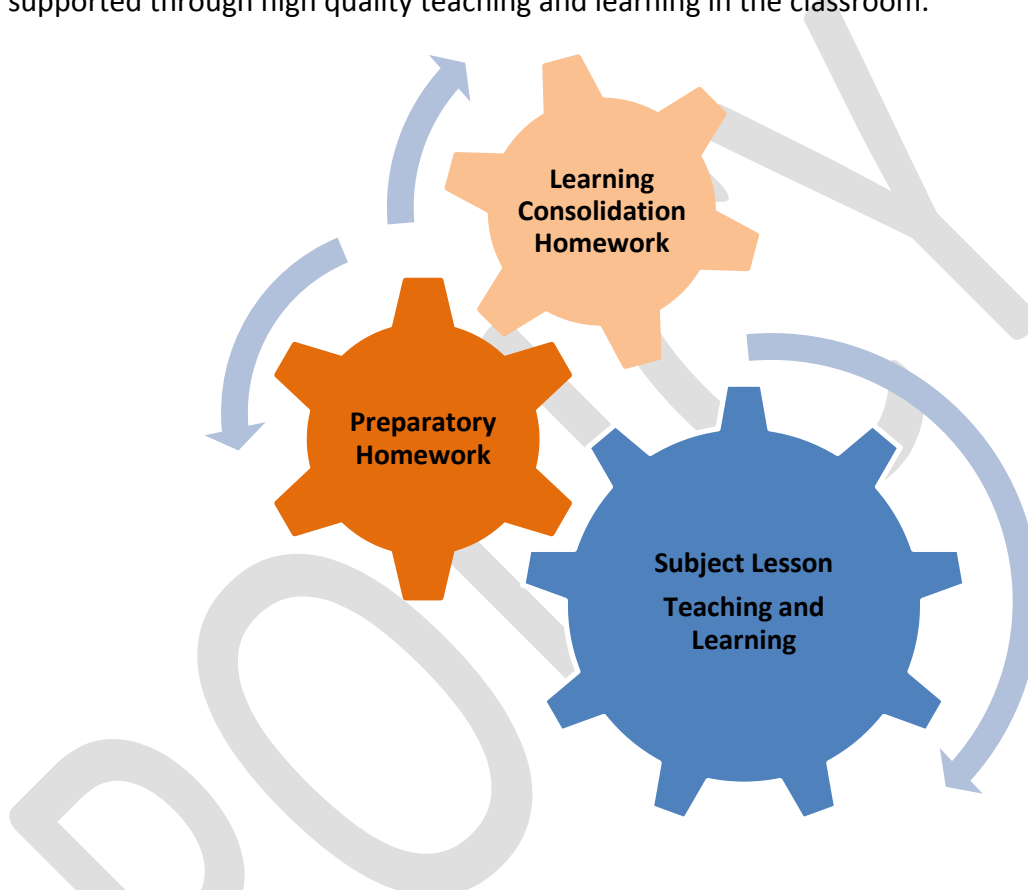 supported through high quality teaching and learning in the classroom.
Learning
Consolidation
Homework
Preparatory
Homework
Subject Lesson
Teaching and
Learning